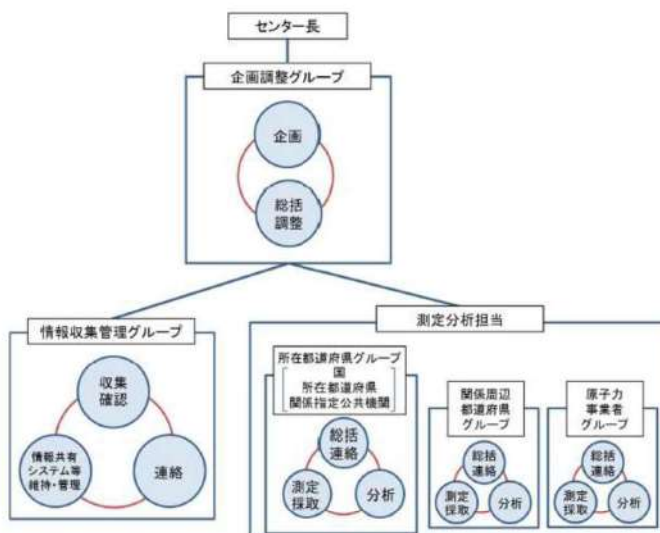 センター長
企画調整グループ
企画
総括
調整
情報収集管理グループ
収集
確認
情報共有
システム等
維持・管理
連絡
測定分析担当
所在都道府県グループ
国
所在都道府県
関係指定公共機関
総括
連絡
測定
採取
分析
関係周辺
都道府県
グループ
総括
連絡
測定
採取
分析
原子力
事業者
グループ
総括
連絡
測定
採取
分析